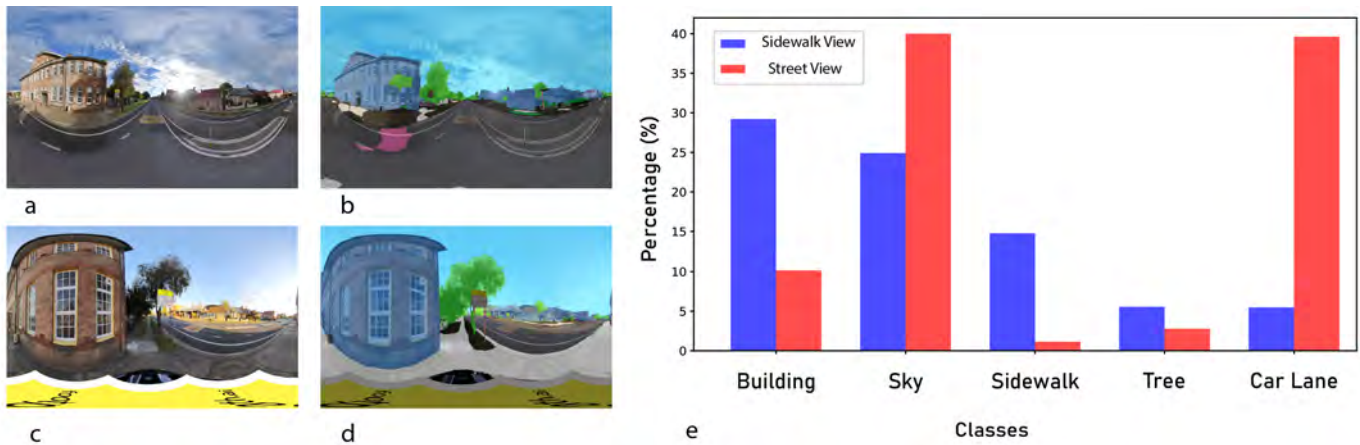 a
b
c
d
e
Sidewalk View
Street View
Percentage (%)
40
35
30
25
20
15
10
5
0
Building Sky Sidewalk Tree Car Lane
Classes